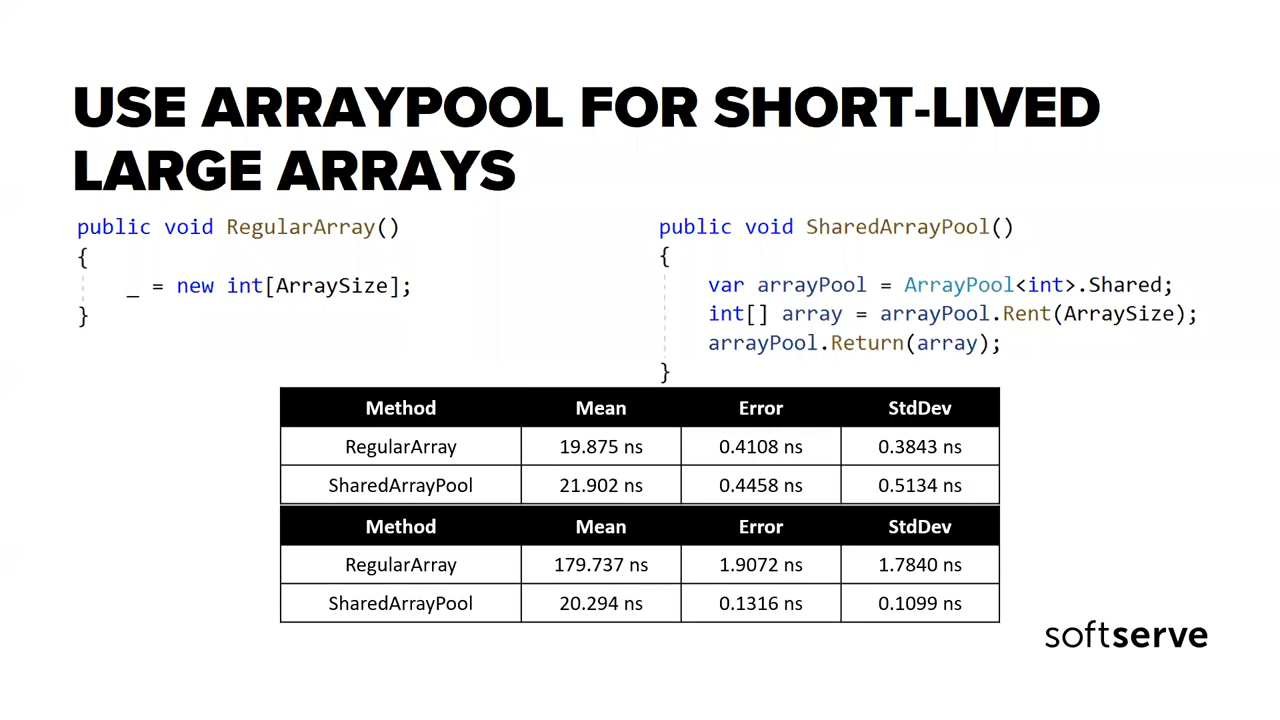 USE ARRAYPOOL FOR SHORT-LIVED
LARGE ARRAYS
public void RegularArray()
{
    _ = new int[ArraySize];
}
public void SharedArrayPool()
{
    var arrayPool = ArrayPool<int>.Shared;
    int[] array = arrayPool.Rent(ArraySize);
    arrayPool.Return(array);
}
Method Mean Error StdDev
RegularArray 19.875 ns 0.4108 ns 0.3843 ns
SharedArrayPool 21.902 ns 0.4458 ns 0.5134 ns
Method Mean Error StdDev
RegularArray 179.737 ns 1.9072 ns 1.7840 ns
SharedArrayPool 20.294 ns 0.1316 ns 0.1099 ns
softserve